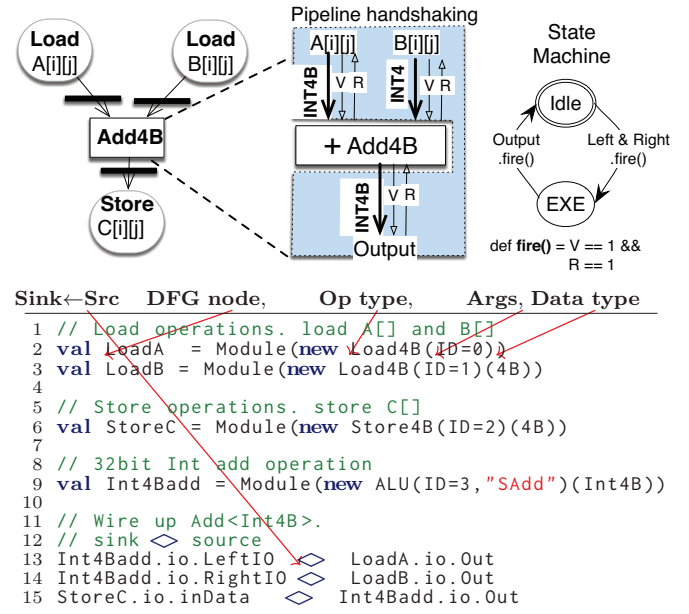 Load
A[i][j]
Load
B[i][j]
Add4B
Store
C[i][j]
Pipeline handshaking
A[i][j]
B[i][j]
INT4B
V
R
INT4
V
R
+ Add4B
INT4B
V
R
Output
State
Machine
Idle
Output
.fire()
Left & Right
.fire()
EXE
def fire() = V == 1 &&
R == 1
Sink←Src DFG node, Op type, Args, Data type
1 // Load operations. load A[] and B[]
2 val LoadA = Module(new Load4B(ID=0))
3 val LoadB = Module(new Load4B(ID=1)(4B))
4
5 // Store operations. store C[]
6 val StoreC = Module(new Store4B(ID=2)(4B))
7
8 // 32bit Int add operation
9 val Int4Badd = Module(new ALU(ID=3,"SAdd")(Int4B))
10
11 // Wire up Add<Int4B>.
12 // sink <> source
13 Int4Badd.io.LeftIO <> LoadA.io.Out
14 Int4Badd.io.RightIO <> LoadB.io.Out
15 StoreC.io.inData <> Int4Badd.io.Out